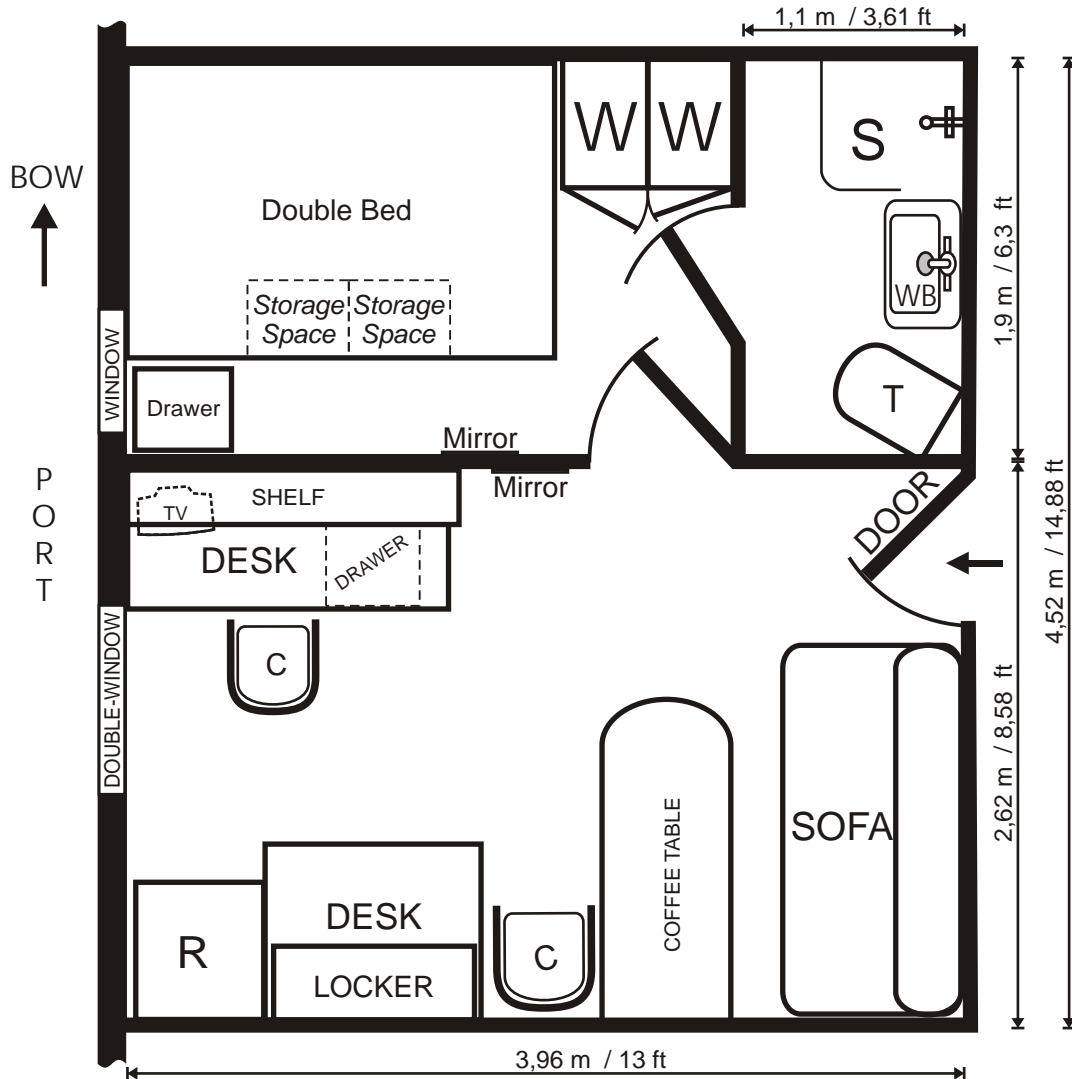 1,1 m / 3,61 ft
BOW
Double Bed
Storage Space
Storage Space
W
W
S
WB
T
1,9 m / 6,3 ft
4,52 m / 14,88 ft
WINDOW
Drawer
Mirror
Mirror
PORT
SHELF
TV
DESK
DRAWER
DOOR
C
DOUBLE-WINDOW
2,62 m / 8,58 ft
COFFEE TABLE
SOFA
R
DESK
LOCKER
C
3,96 m / 13 ft